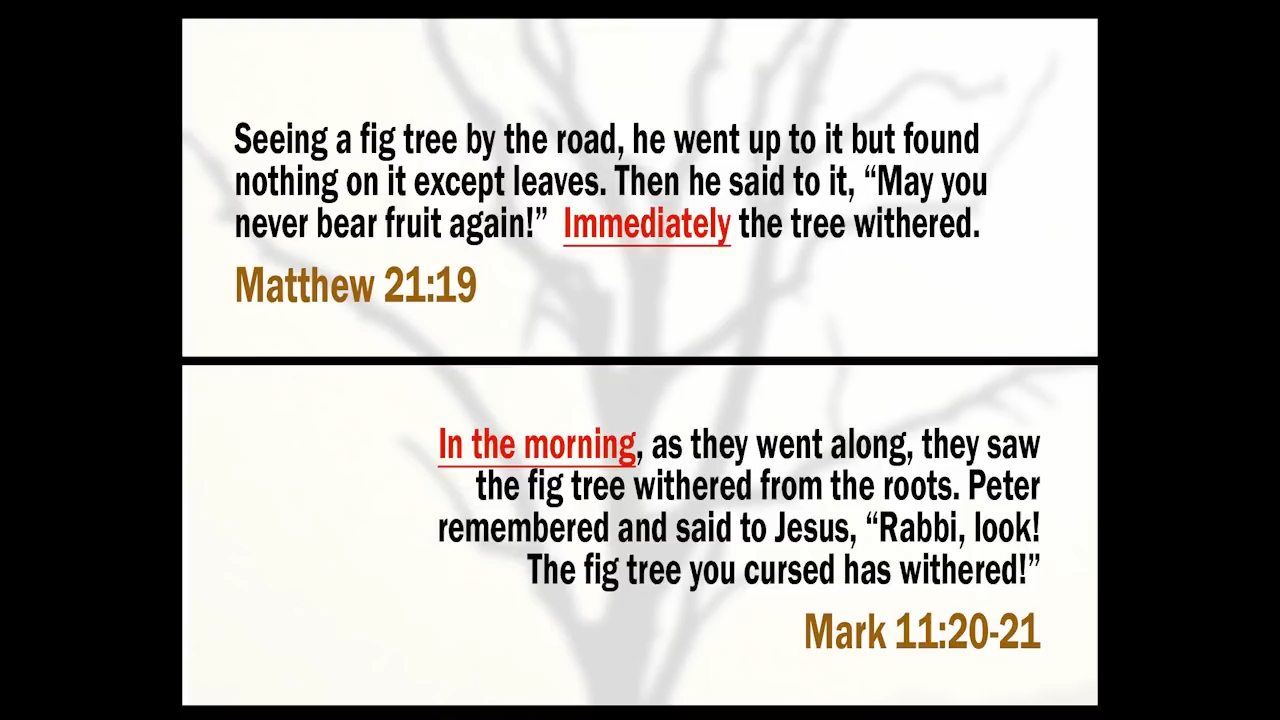 Seeing a fig tree by the road, he went up to it but found
nothing on it except leaves. Then he said to it, “May you
never bear fruit again!” Immediately the tree withered.
Matthew 21:19
In the morning, as they went along, they saw
the fig tree withered from the roots. Peter
remembered and said to Jesus, “Rabbi, look!
The fig tree you cursed has withered!”
Mark 11:20-21